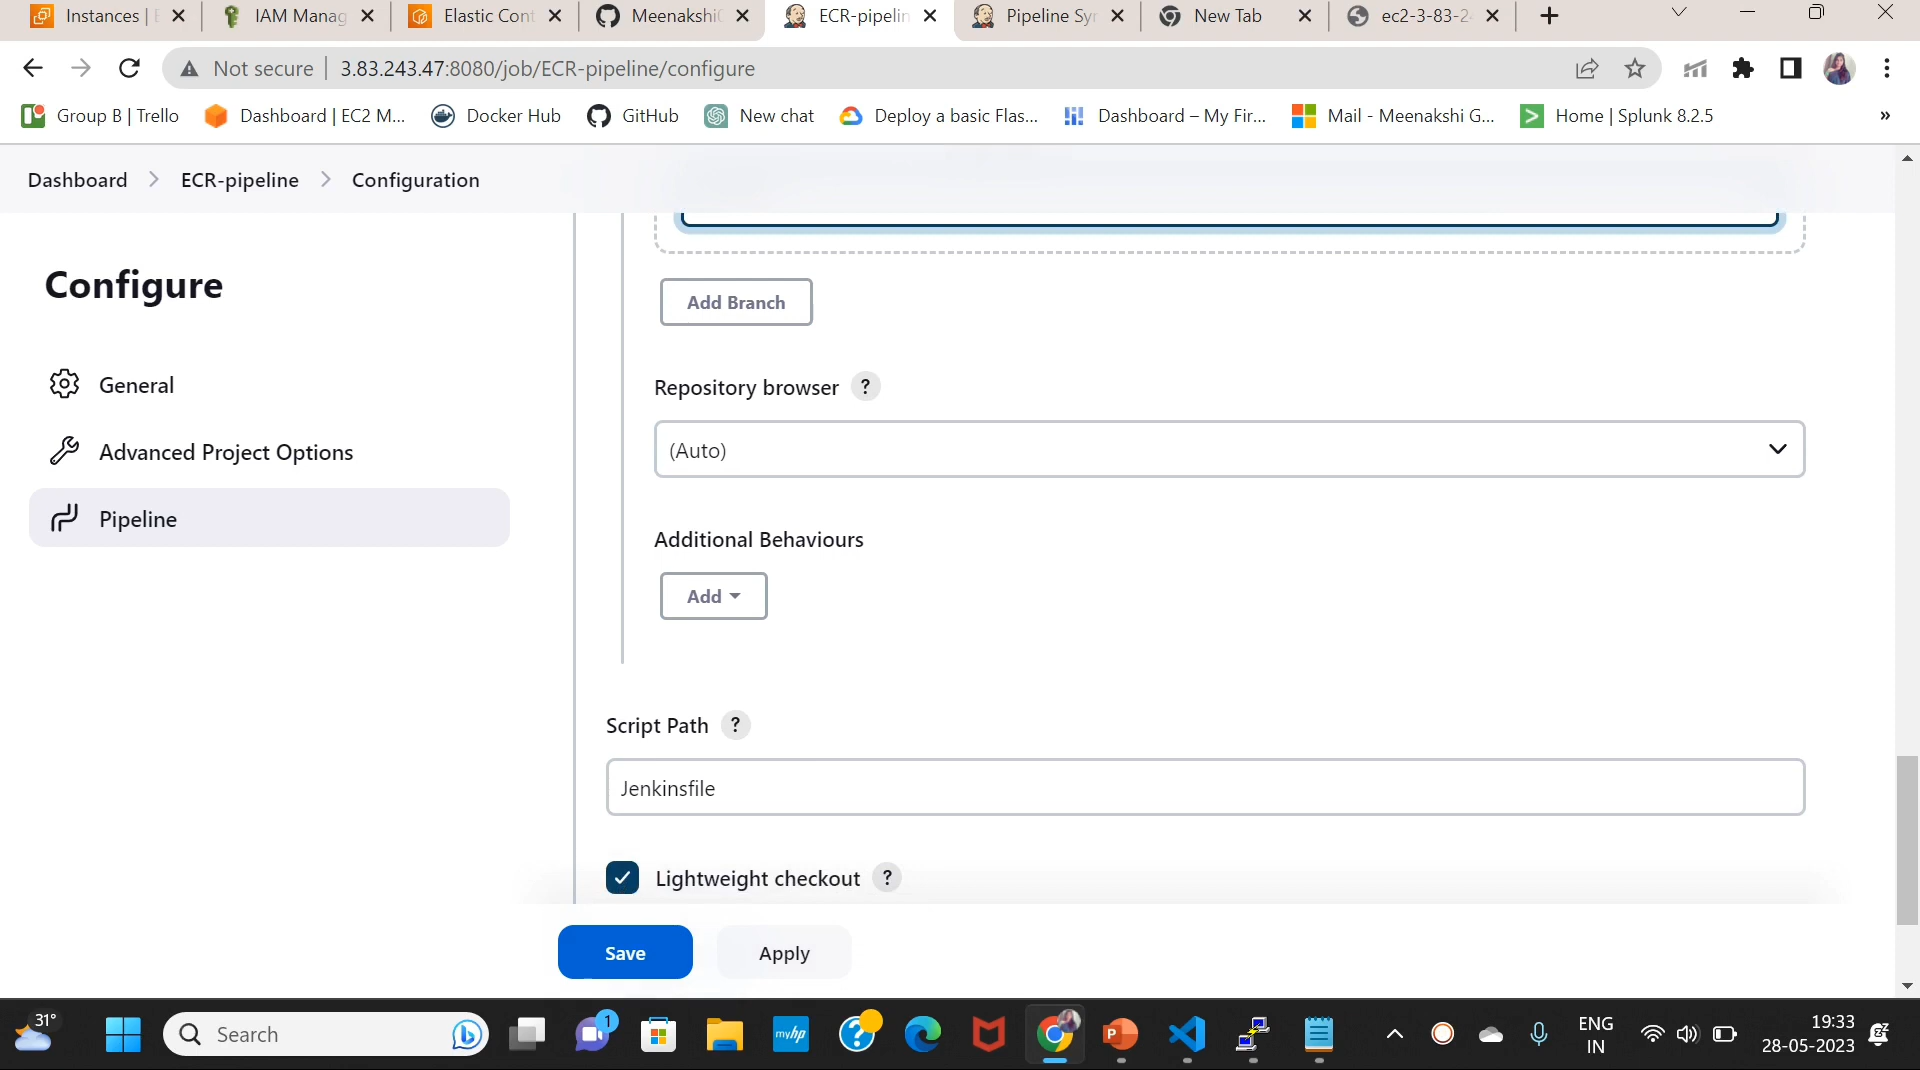 Instances | E
IAM Manag
Elastic Cont
MeenakshiG
ECR-pipelin
Pipeline Syn
New Tab
ec2-3-83-24
Not secure
3.83.243.47:8080/job/ECR-pipeline/configure
Group B | Trello
Dashboard | EC2 M...
Docker Hub
GitHub
New chat
Deploy a basic Flas...
Dashboard – My Fir...
Mail - Meenakshi G...
Home | Splunk 8.2.5
»
Dashboard > ECR-pipeline > Configuration
Configure
General
Advanced Project Options
Pipeline
Add Branch
Repository browser ?
(Auto)
Additional Behaviours
Add
Script Path ?
Jenkinsfile
Lightweight checkout ?
Save
Apply
31°
Search
1
myhp
P
ENG
IN
19:33
28-05-2023